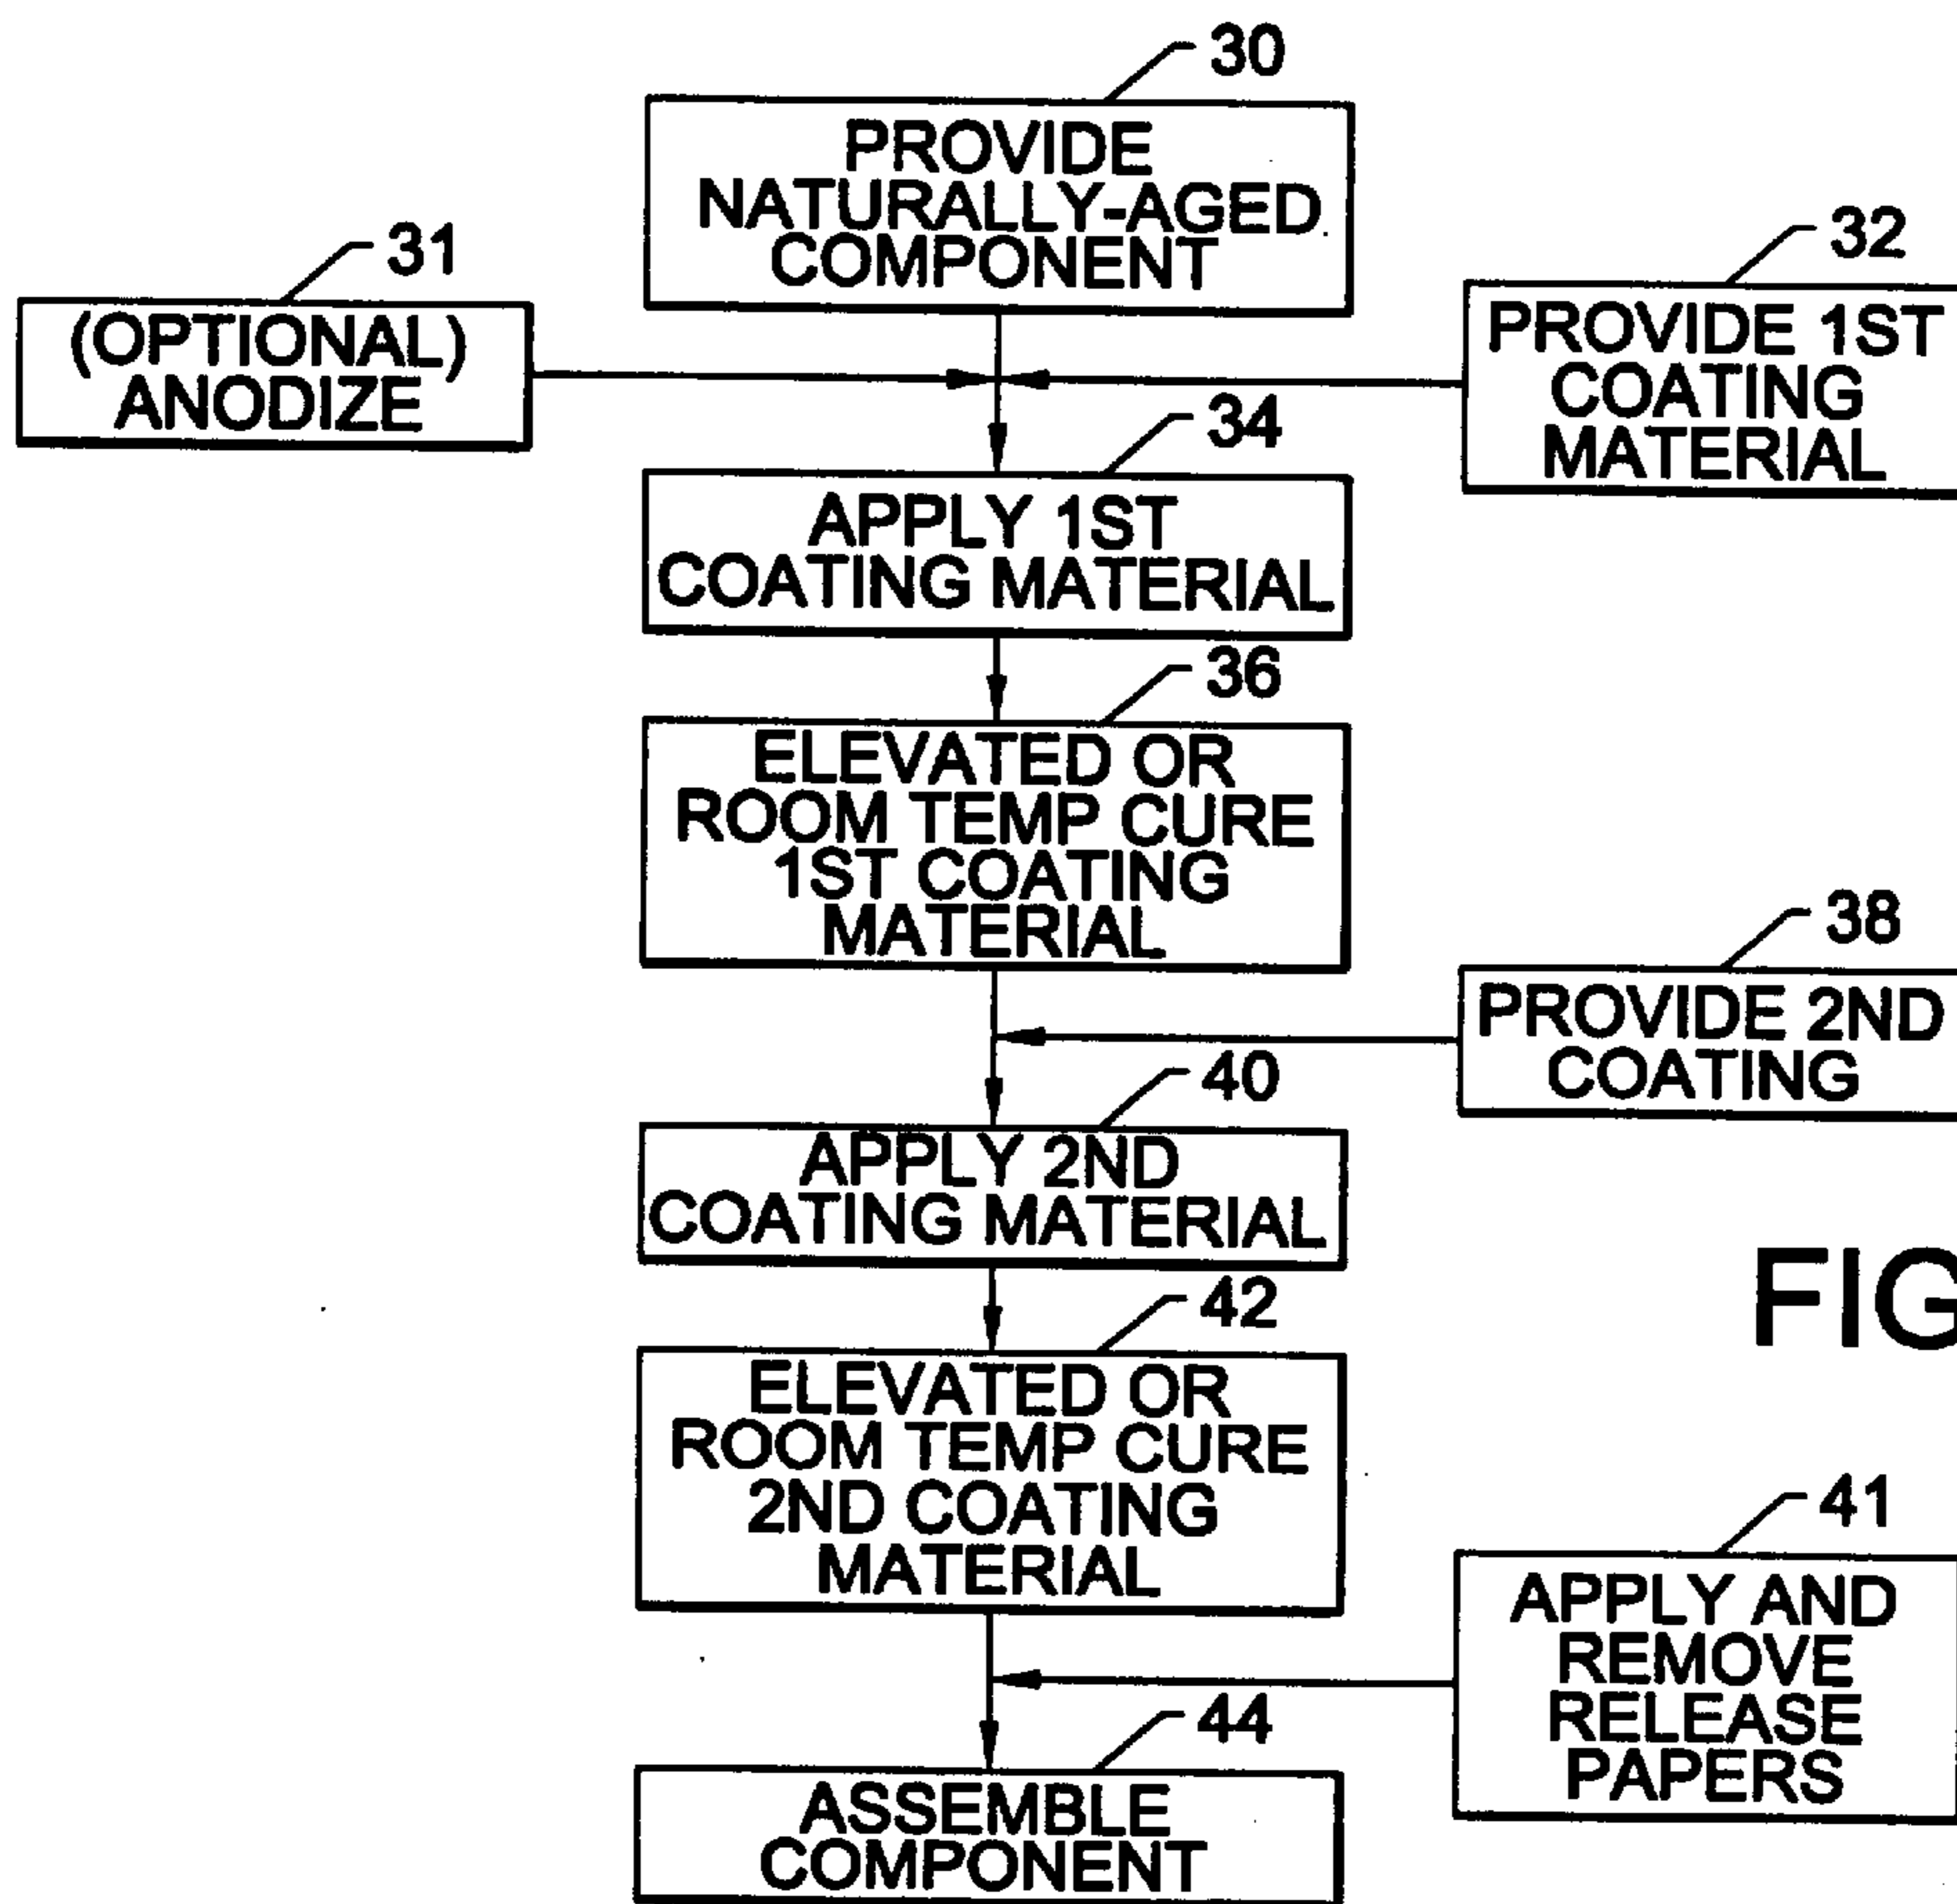 30
PROVIDE
NATURALLY-AGED
COMPONENT
31
(OPTIONAL)
ANODIZE
32
PROVIDE 1ST
COATING
MATERIAL
34
APPLY 1ST
COATING MATERIAL
36
ELEVATED OR
ROOM TEMP CURE
1ST COATING
MATERIAL
38
PROVIDE 2ND
COATING
40
APPLY 2ND
COATING MATERIAL
FIG
42
ELEVATED OR
ROOM TEMP CURE
2ND COATING
MATERIAL
41
APPLY AND
REMOVE
RELEASE
PAPERS
44
ASSEMBLE
COMPONENT